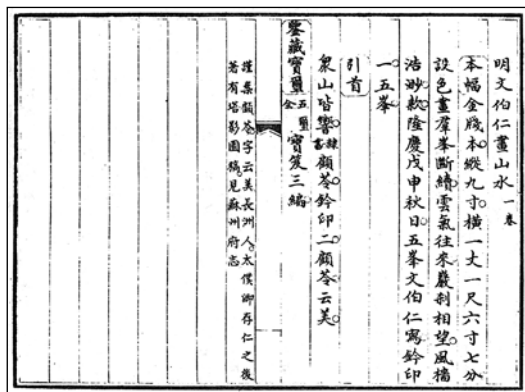 明文伯仁畫山水一卷
本幅金牋本縱九寸橫一丈一尺六寸七分
設色畫羣峯斷續雲氣往來巖刹相望風檣
浩渺款隆慶戊申秋日五峯文伯仁寫鈐印
一五峯
引首
衆山皆響隸書顧苓鈐印二顧苓云美
鑒藏寶璽五璽全寶笈三編
謹案顧苓字云美長洲人太僕卿存仁之後
著有塔影園稿見蘇州府志